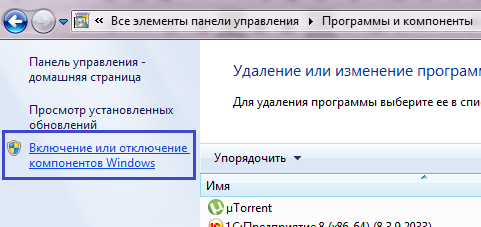 Все элементы панели управления Программы и компоненты
Панель управления -
домашняя страница
Просмотр установленных
обновлений
Включение или отключение
компонентов Windows
Удаление или изменение програм
Для удаления программы выберите ее в спи
Упорядочить
Имя
µTorrent
1С:Предприятие 8 (x86-64) (8.3.9.2033)